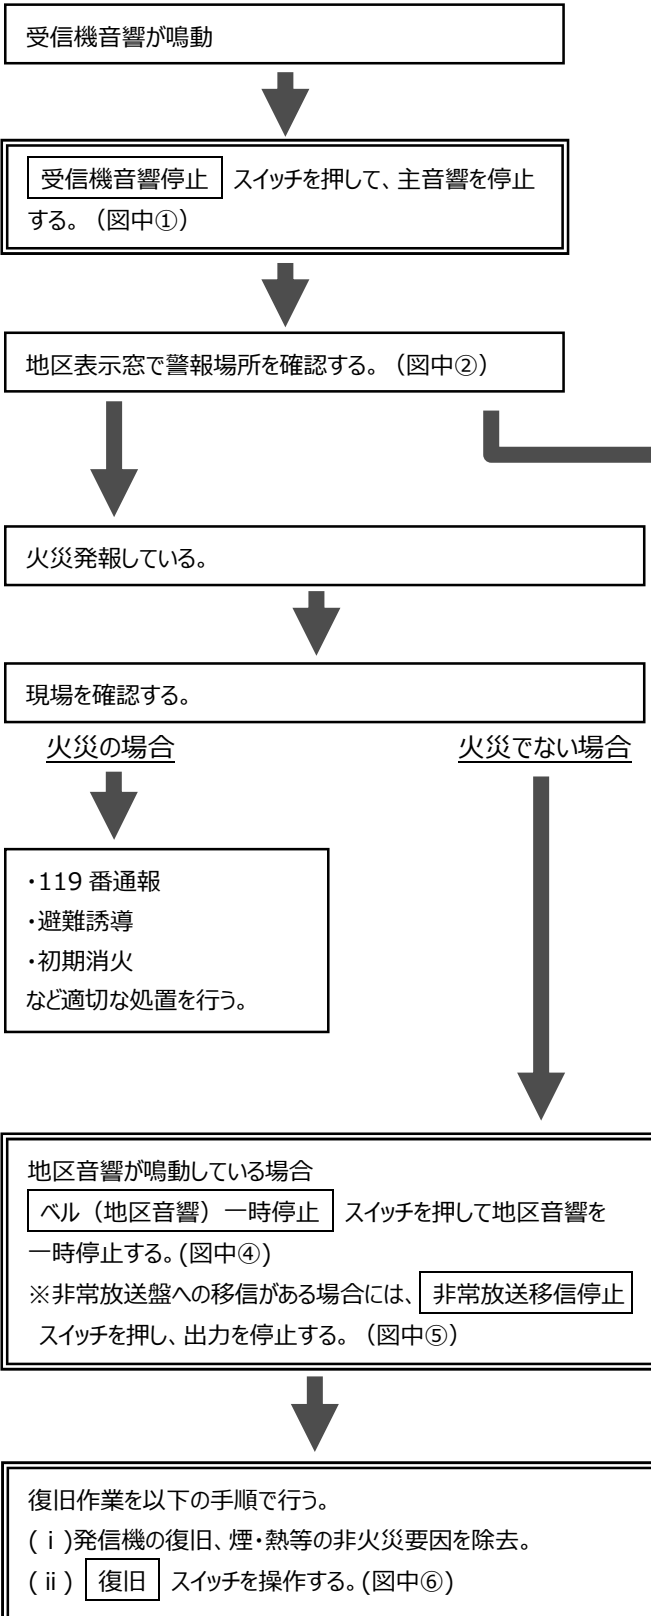 受信機音響が鳴動
受信機音響停止 スイッチを押して、主音響を停止
する。（図中①）
地区表示窓で警報場所を確認する。（図中②）
火災発報している。
現場を確認する。
火災の場合
火災でない場合
・119 番通報
・避難誘導
・初期消火
など適切な処置を行う。
地区音響が鳴動している場合
ベル（地区音響）一時停止 スイッチを押して地区音響を
一時停止する。(図中④)
※非常放送盤への移信がある場合には、 非常放送移信停止
スイッチを押し、出力を停止する。（図中⑤）
復旧作業を以下の手順で行う。
(ⅰ)発信機の復旧、煙・熱等の非火災要因を除去。
(ⅱ) 復旧 スイッチを操作する。(図中⑥)